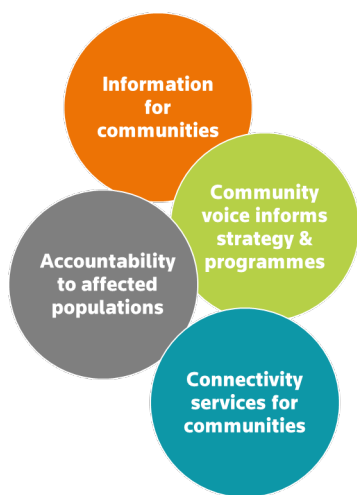 Information
for
communities
Community
voice informs
strategy &
programmes
Accountability
to affected
populations
Connectivity
services for
communities